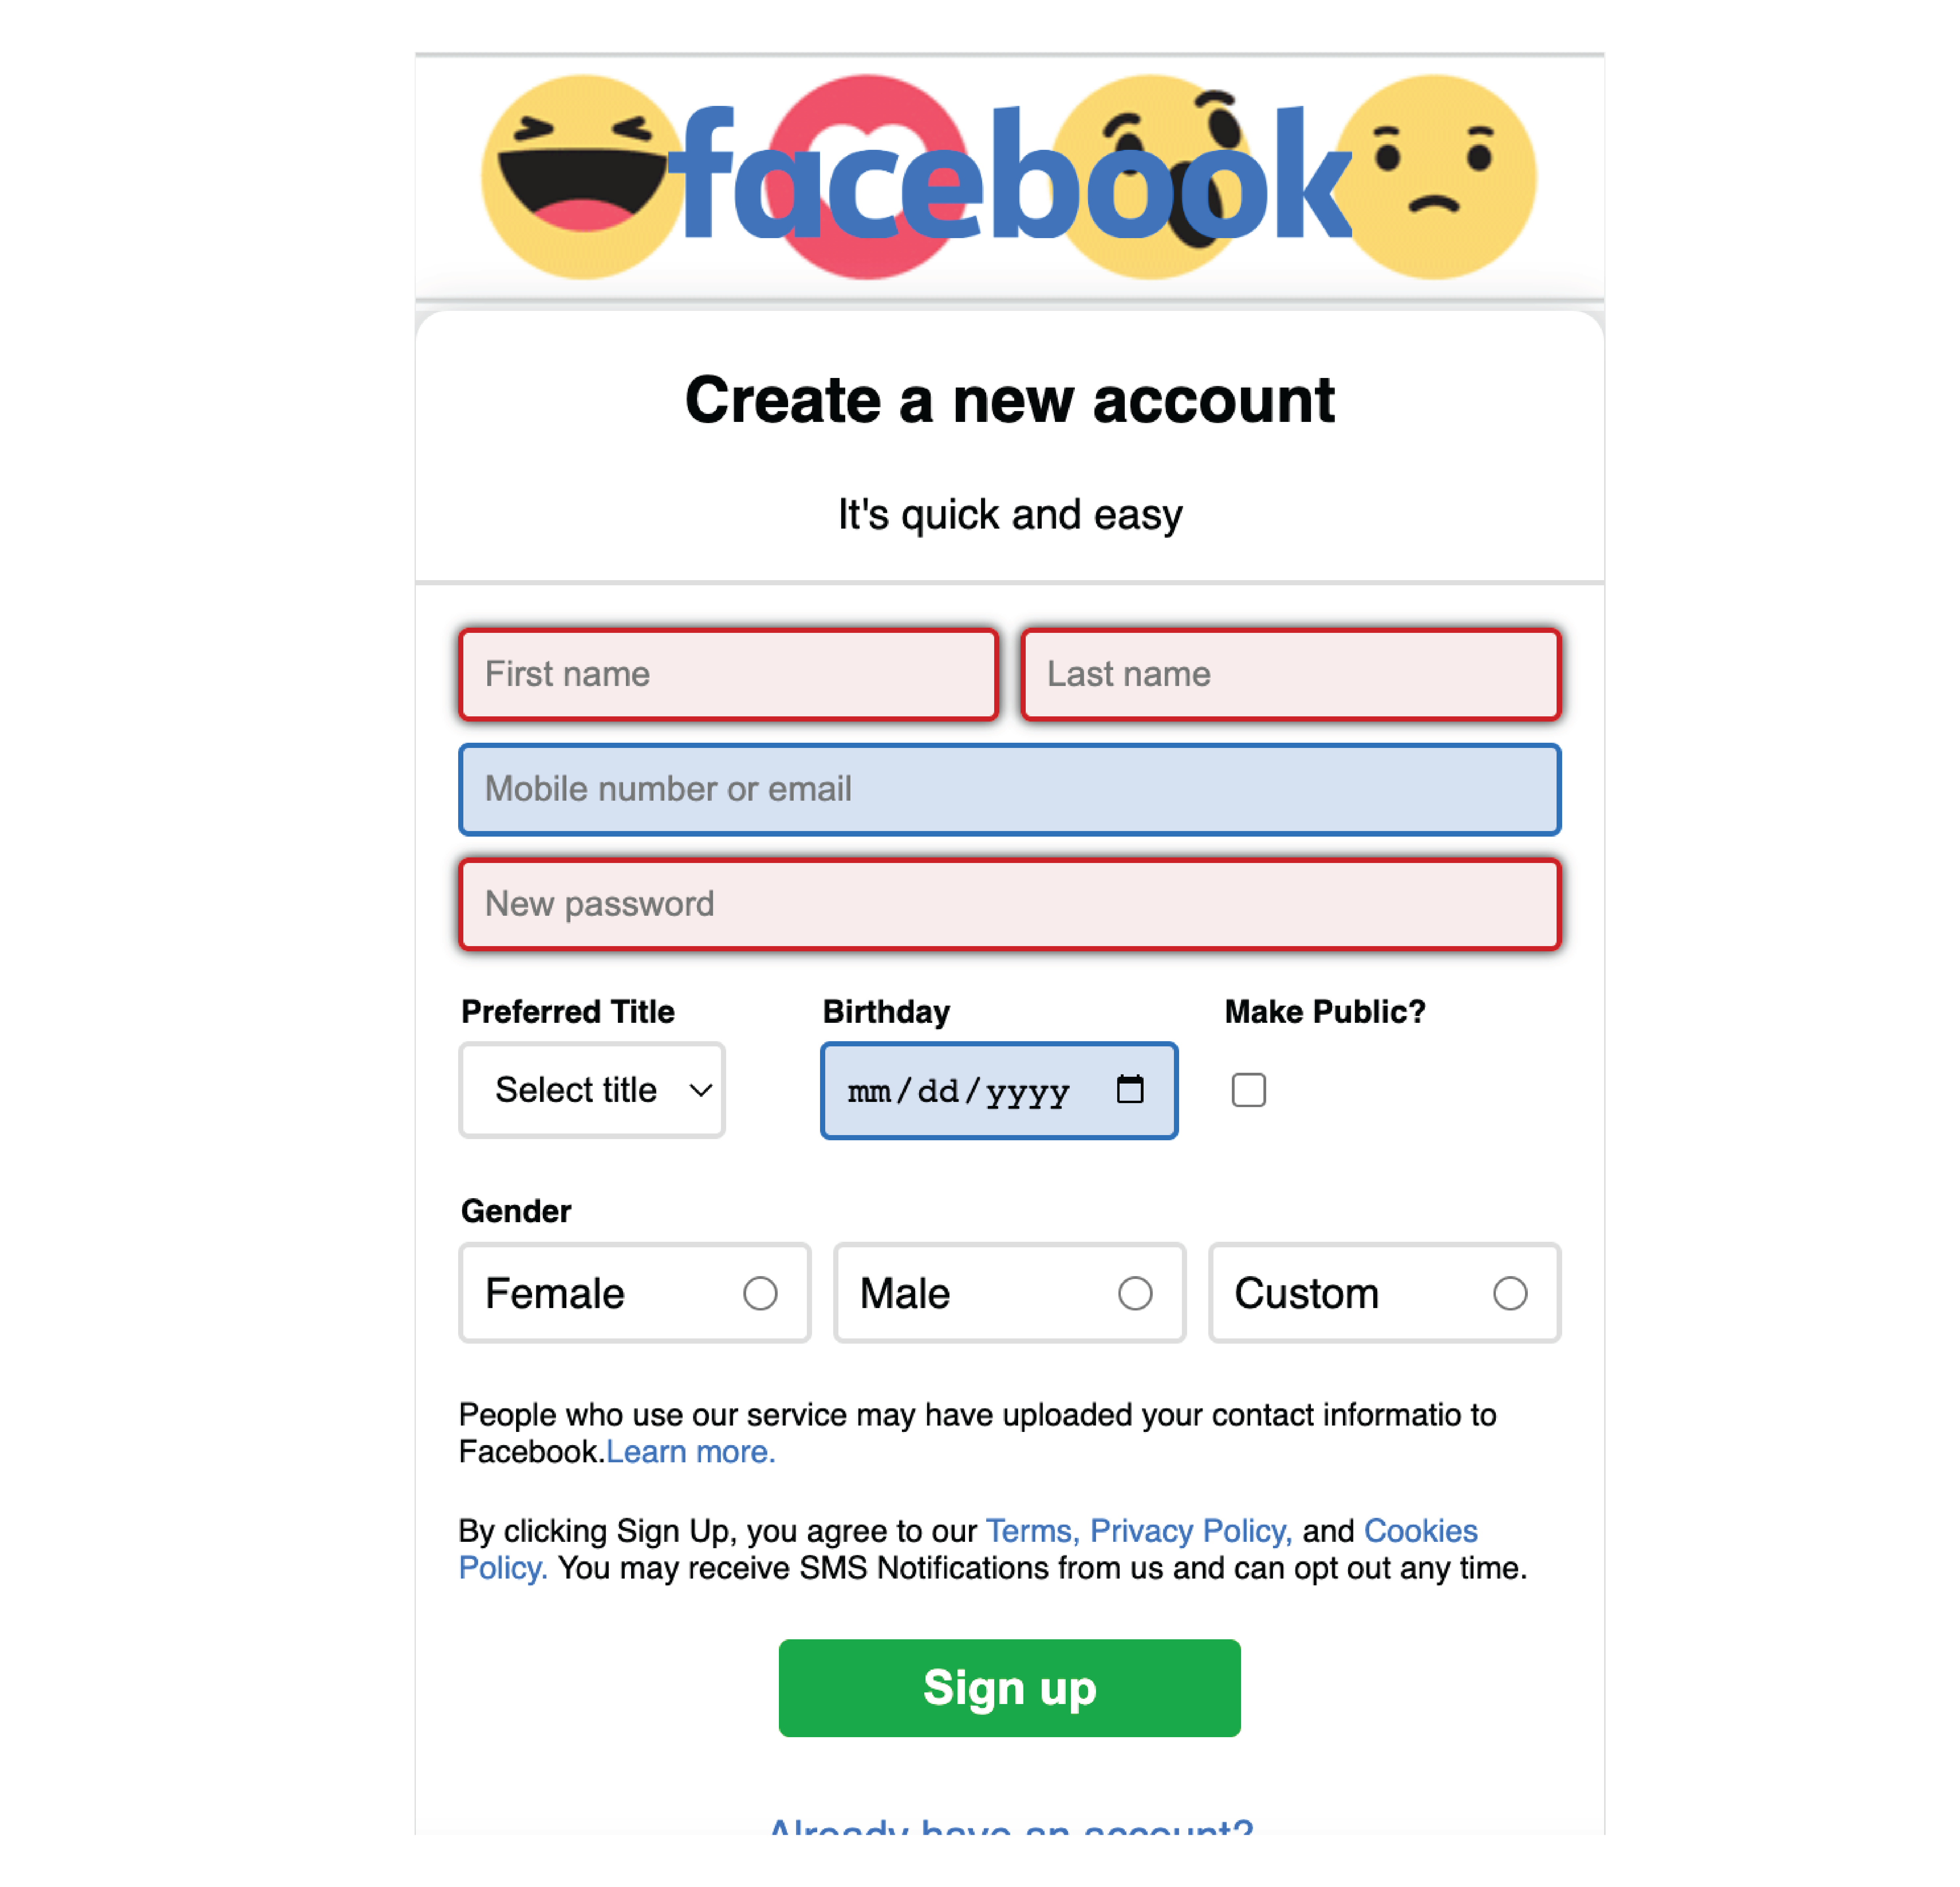 facebook
Create a new account
It's quick and easy
First name
Last name
Mobile number or email
New password
Preferred Title
Birthday
Make Public?
Select title
mm/dd/yyyy
Gender
Female
Male
Custom
People who use our service may have uploaded your contact informatio to
Facebook.Learn more.
By clicking Sign Up, you agree to our Terms, Privacy Policy, and Cookies
Policy. You may receive SMS Notifications from us and can opt out any time.
Sign up
Already have an account?